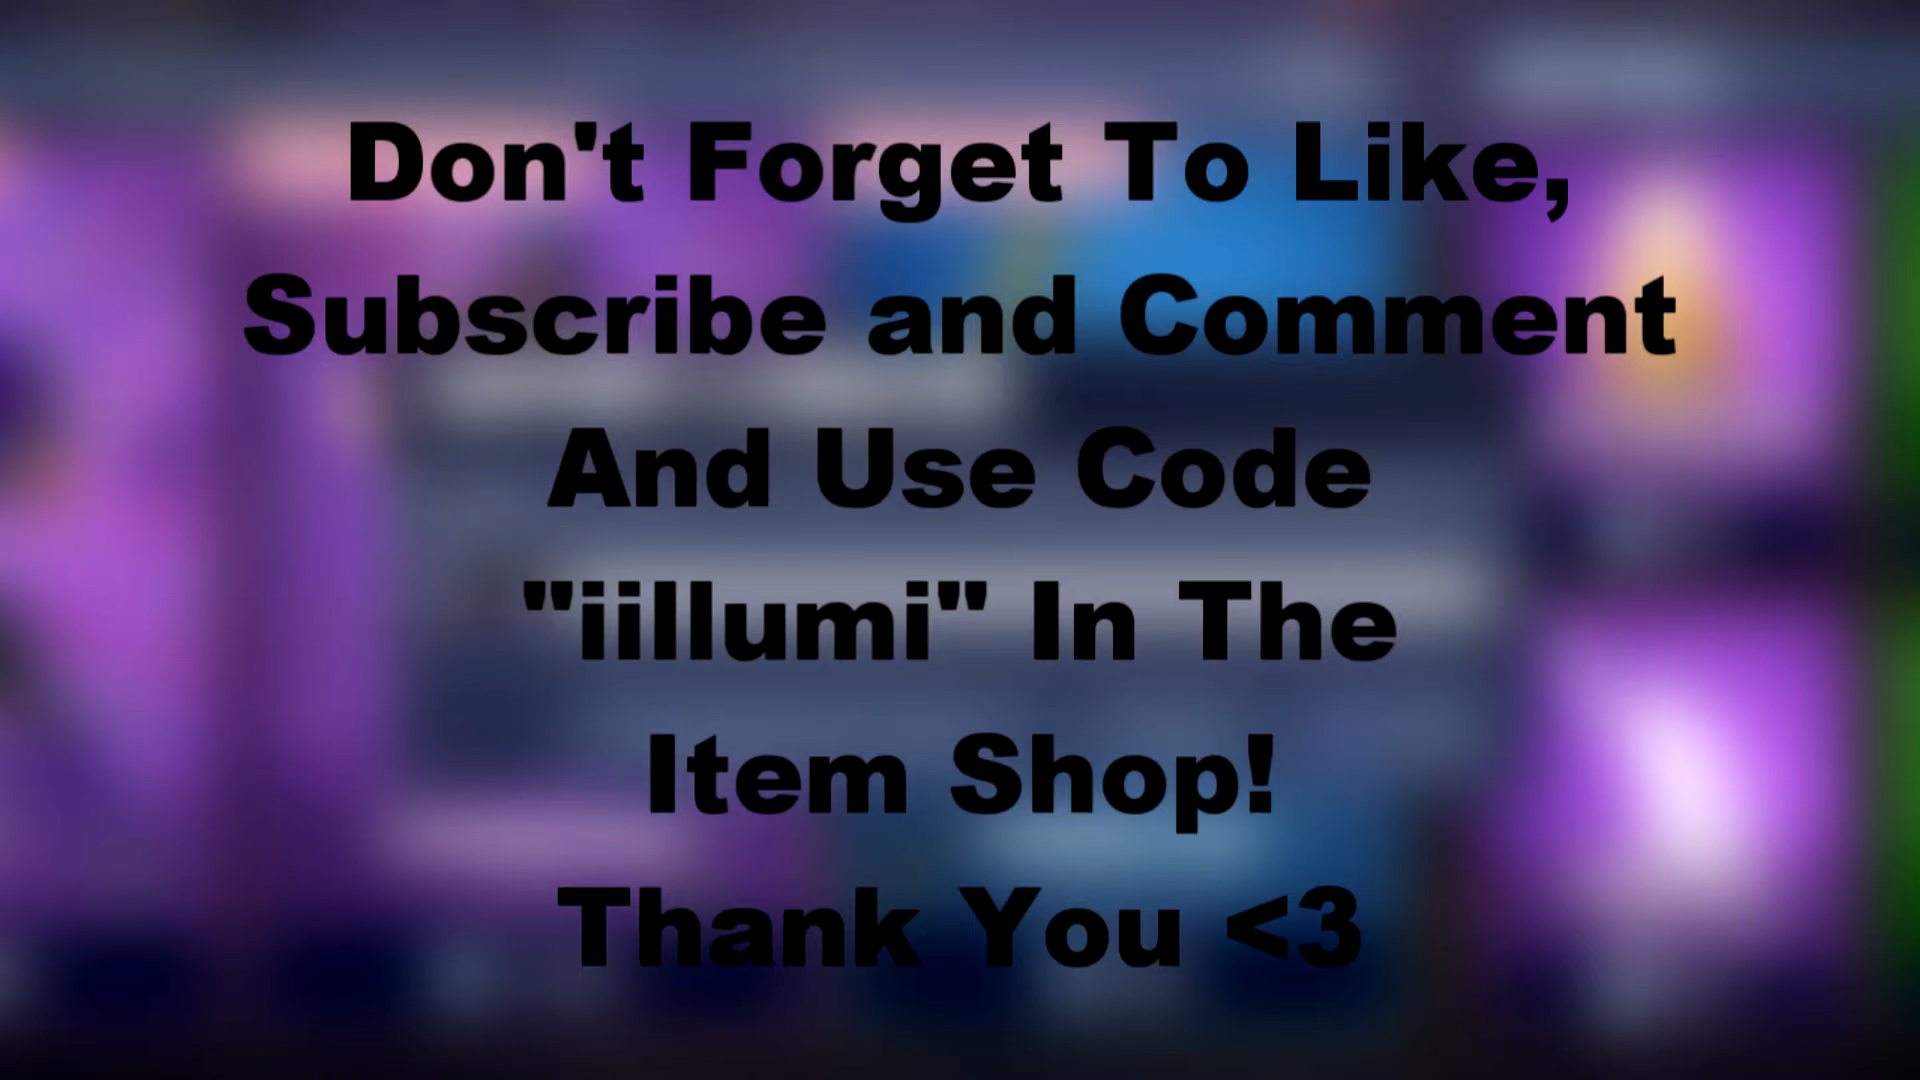 Don't Forget To Like,
Subscribe and Comment
And Use Code
"iillumi" In The
Item Shop!
Thank You <3